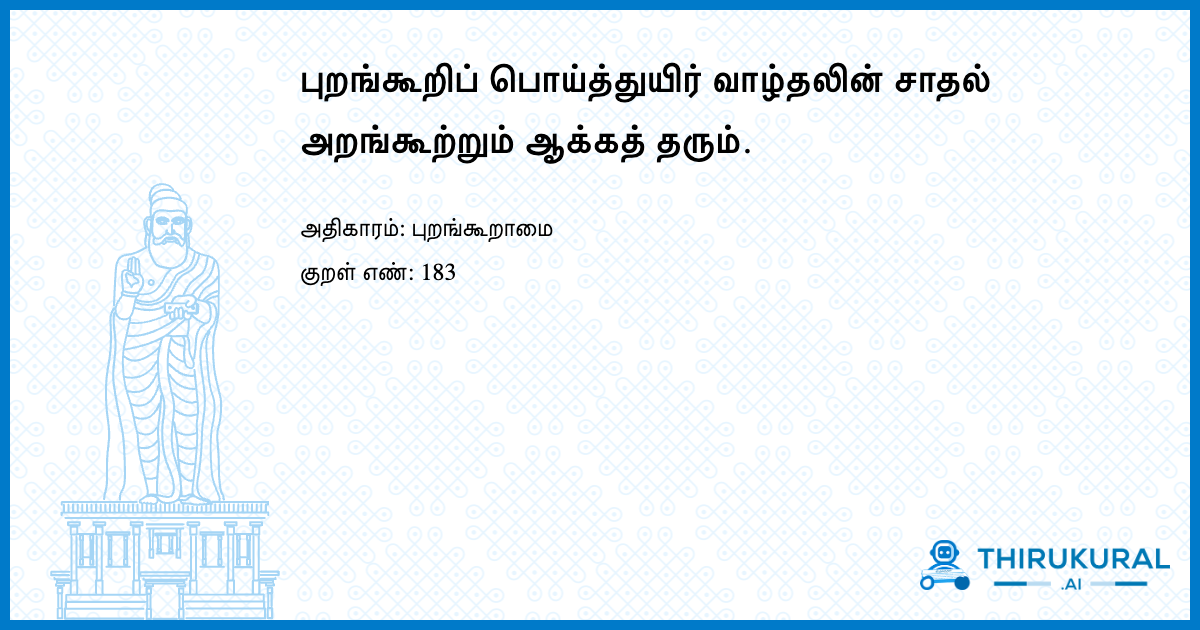 புறங்கூறிப் பொய்த்துயிர் வாழ்தலின் சாதல்
அறங்கூற்றும் ஆக்கத் தரும்.
அதிகாரம்: புறங்கூறாமை
குறள் எண்: 183
THIRUKURAL
.AI